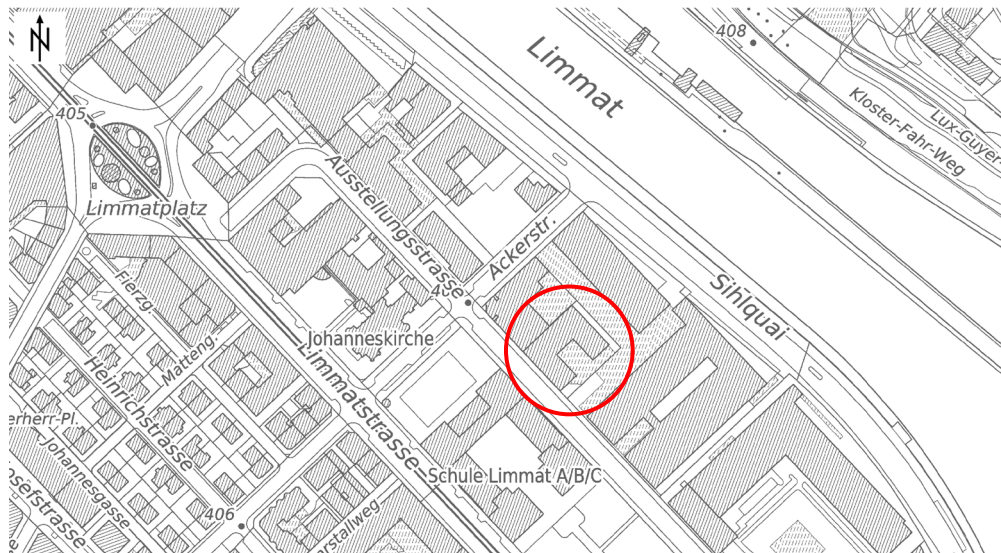 N
408
Limmat
Lux-Guyer-
Kloster-Fahr-Weg
405
Limmatplatz
Ausstellungsstrasse
Ackerstr.
Sihlquai
Fierzg
Johanneskirche
Limmatstrasse
Matteng.
Heinrichstrasse
erherr-Pl.
Johannesgasse
Schule Limmat A/B/C
osefstrasse
406
erstallweg